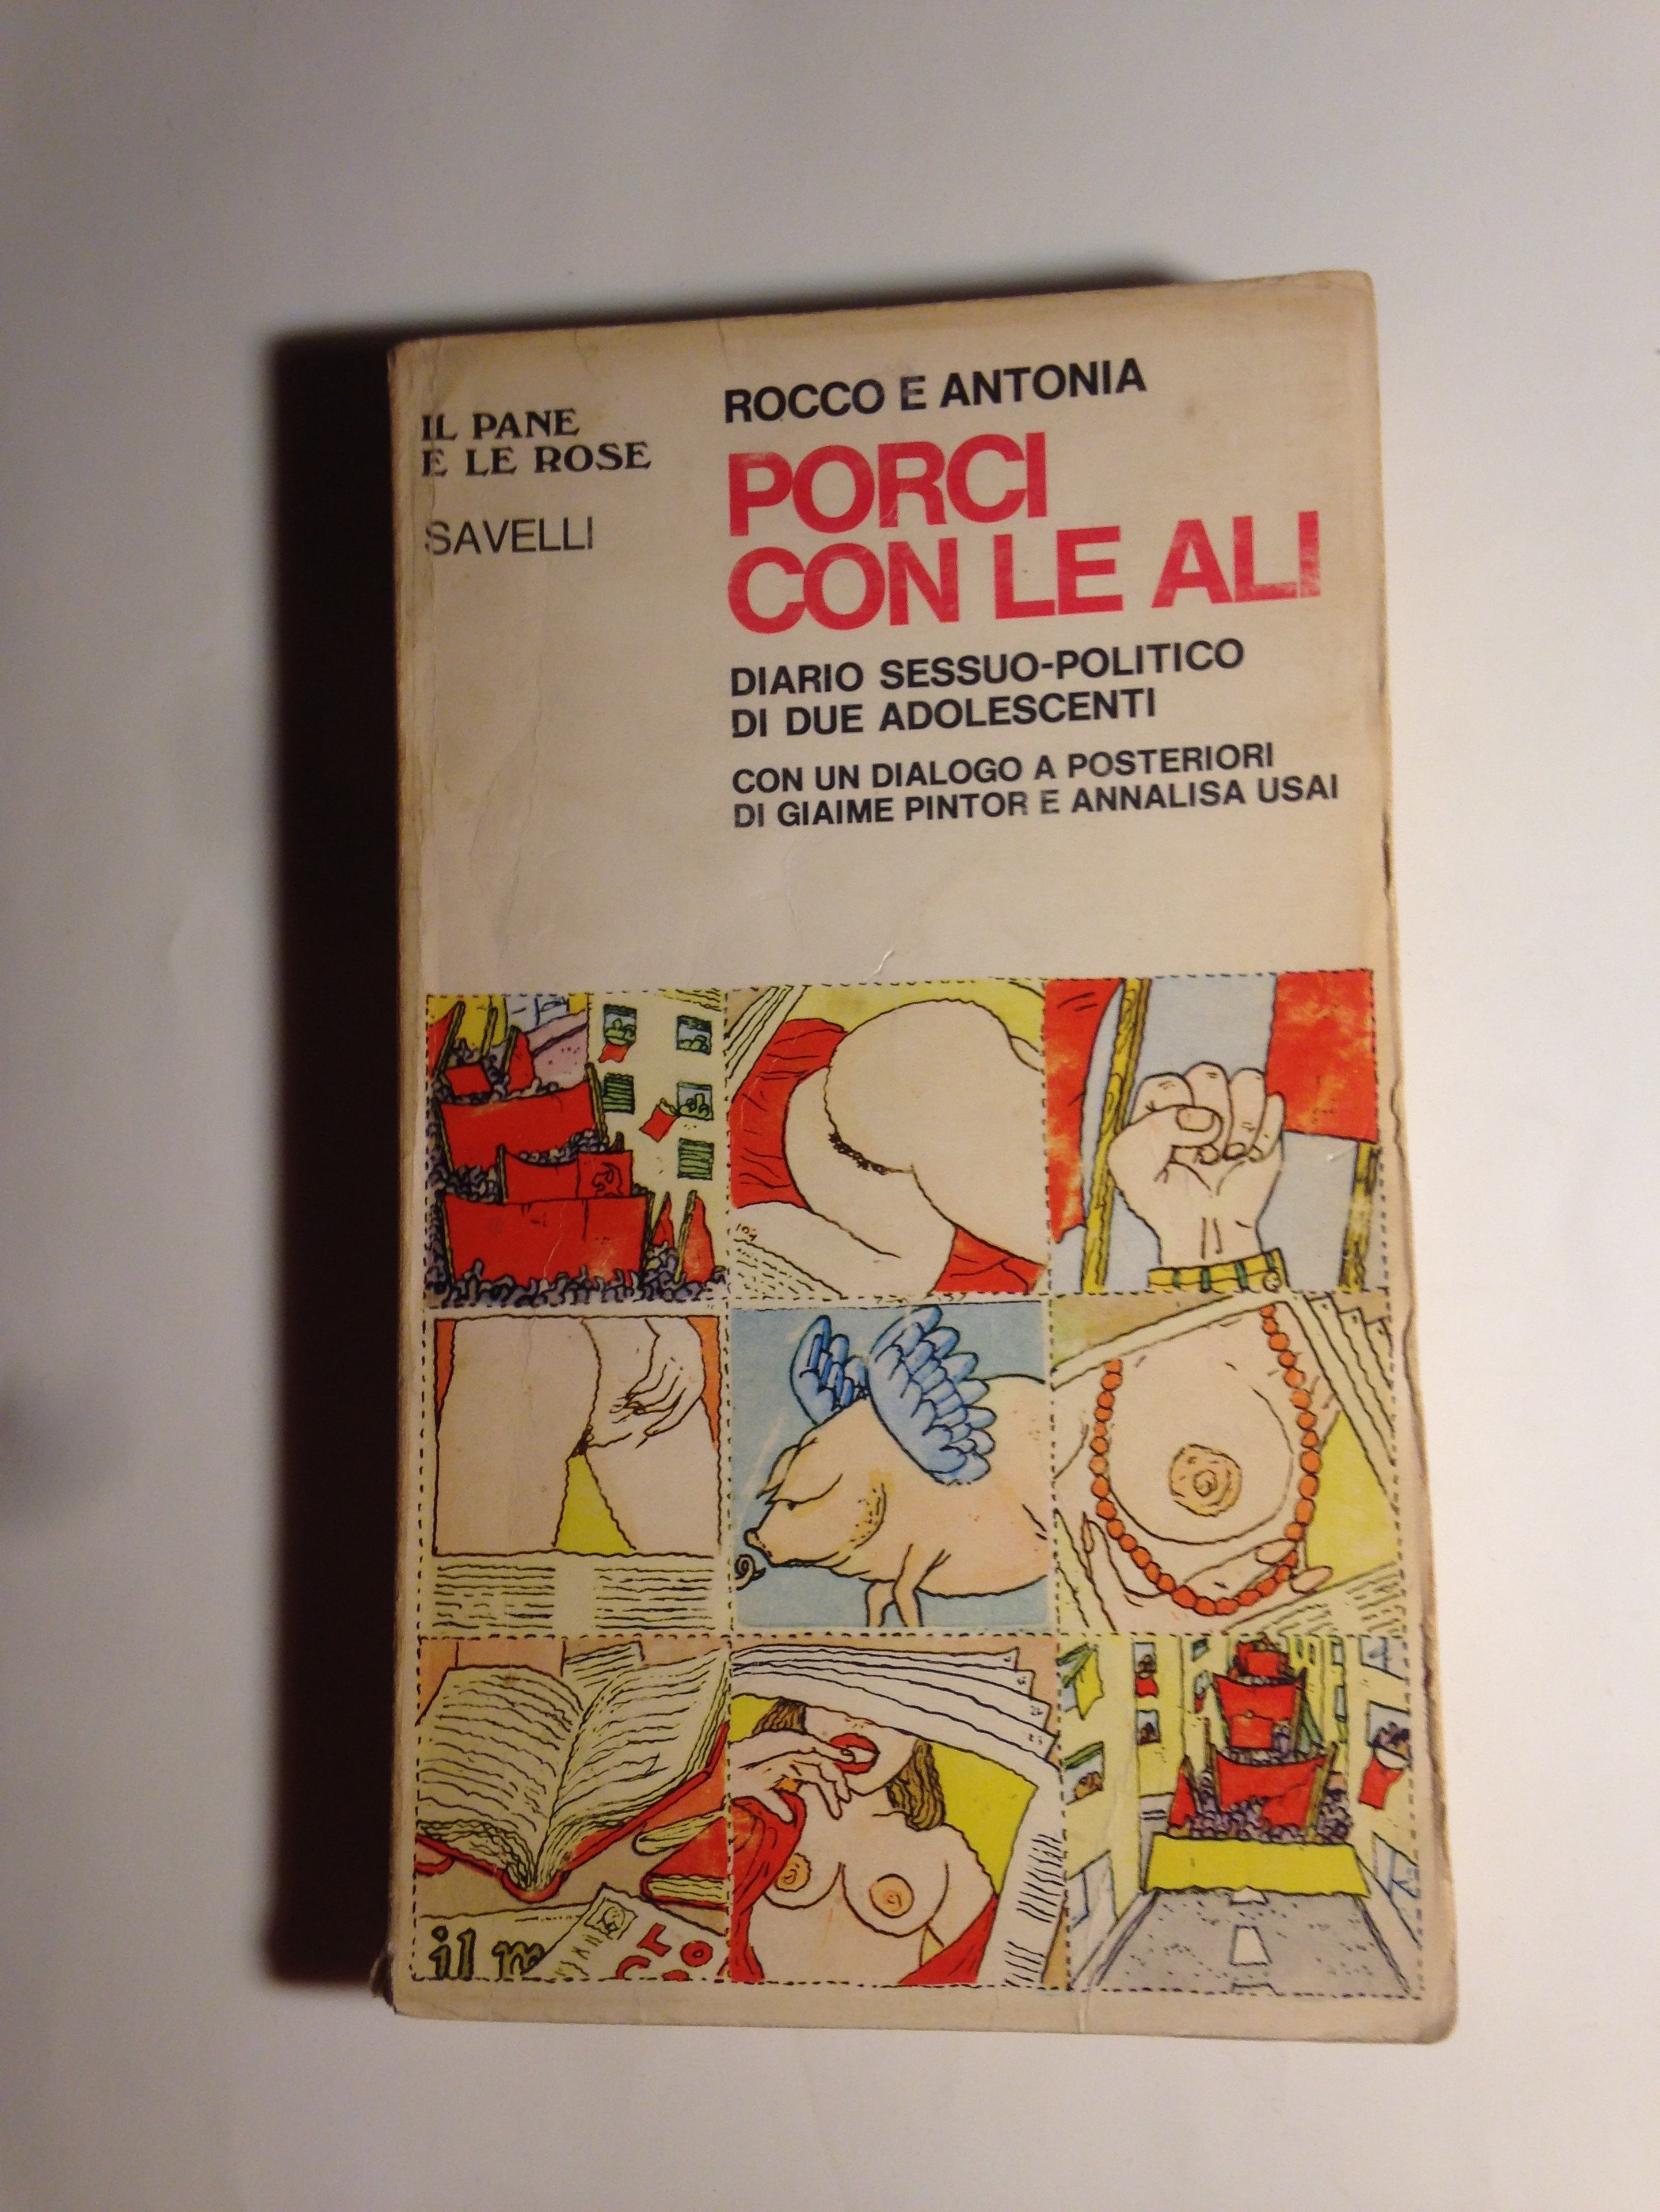 IL PANE
E LE ROSE
SAVELLI
ROCCO E ANTONIA
PORCI
CON LE ALI
DIARIO SESSUO-POLITICO
DI DUE ADOLESCENTI
CON UN DIALOGO A POSTERIORI
DI GIAIME PINTOR E ANNALISA USAI
il m